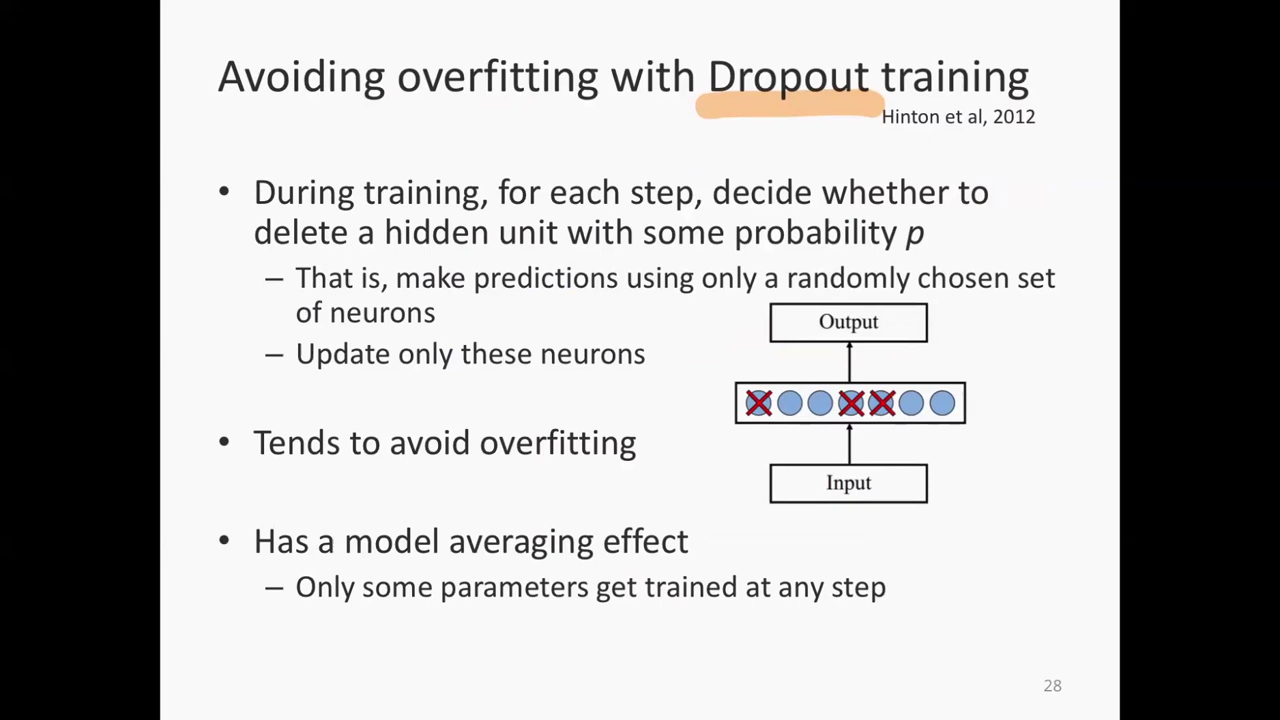 Avoiding overfitting with Dropout training
Hinton et al, 2012
• During training, for each step, decide whether to
delete a hidden unit with some probability p
– That is, make predictions using only a randomly chosen set
of neurons
– Update only these neurons
Output
Input
• Tends to avoid overfitting
• Has a model averaging effect
– Only some parameters get trained at any step
28